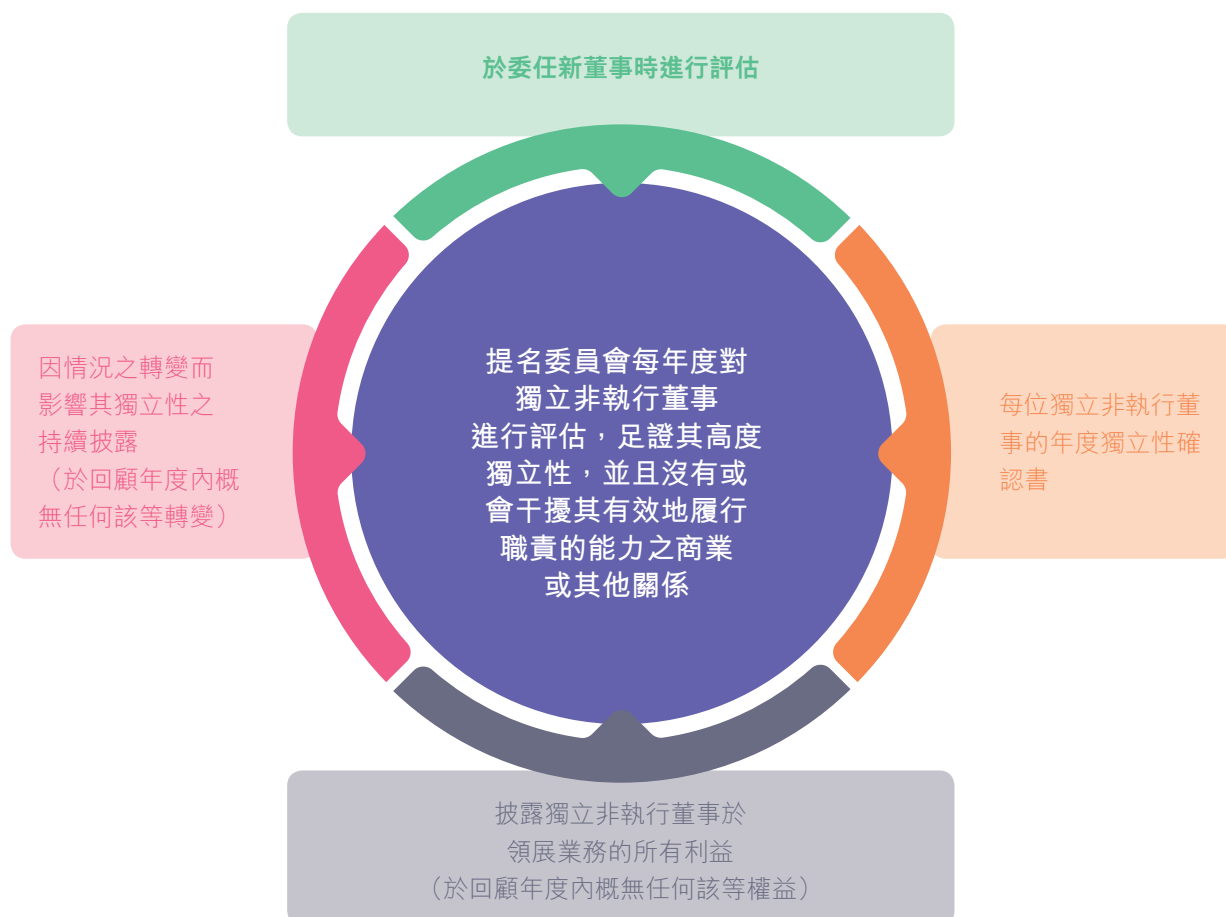 於委任新董事時進行評估
因情況之轉變而
影響其獨立性之
持續披露
（於回顧年度內概
無任何該等轉變）
提名委員會每年度對
獨立非執行董事
進行評估，足證其高度
獨立性，並且沒有或
會干擾其有效地履行
職責的能力之商業
或其他關係
每位獨立非執行董
事的年度獨立性確
認書
披露獨立非執行董事於
領展業務的所有利益
（於回顧年度內概無任何該等權益）